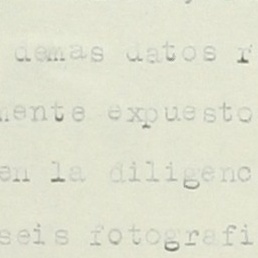 demas datos r
mente expuesto
en la diligenc
seis fotografi